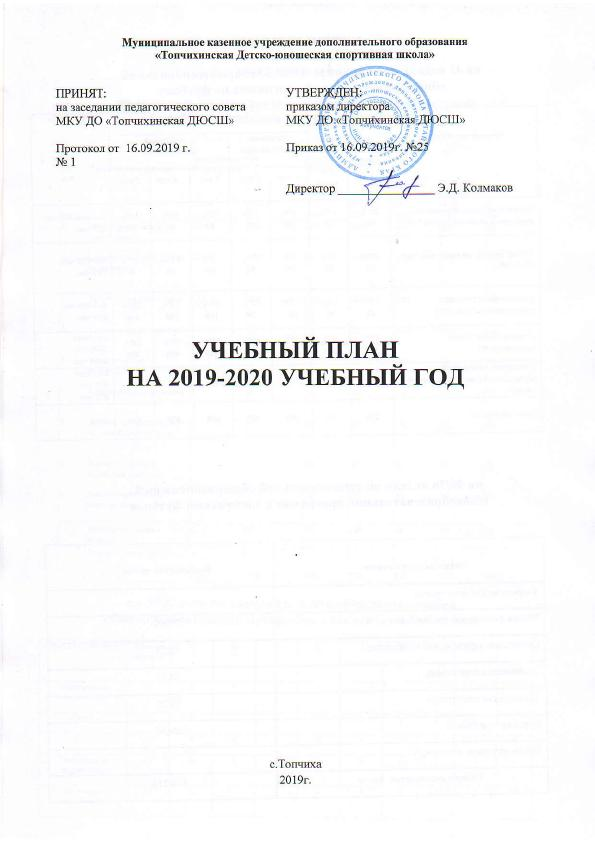 Муниципальное казенное учреждение дополнительного образования
«Топчихинская Детско-юношеская спортивная школа»
ПРИНЯТ:
на заседании педагогического совета
МКУ ДО «Топчихинская ДЮСШ»
Протокол от 16.09.2019 г.
№ 1
УТВЕРЖДЕН:
приказом директора
МКУ ДО «Топчихинская ДЮСШ»
Приказ от 16.09.2019г. №25
Директор Э.Д. Колмаков
УЧЕБНЫЙ ПЛАН
НА 2019-2020 УЧЕБНЫЙ ГОД
с.Топчиха
2019г.